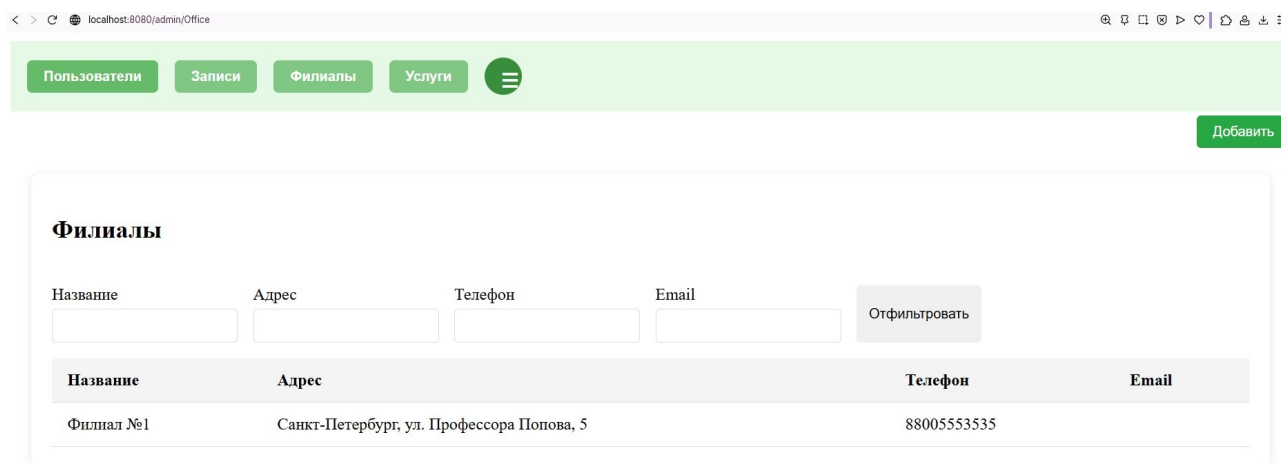 localhost:8080/admin/Office
Пользователи Записи Филиалы Услуги
Добавить
Филиалы
Название Адрес Телефон Email
Отфильтровать
Название Адрес Телефон Email
Филиал №1 Санкт-Петербург, ул. Профессора Попова, 5 88005553535